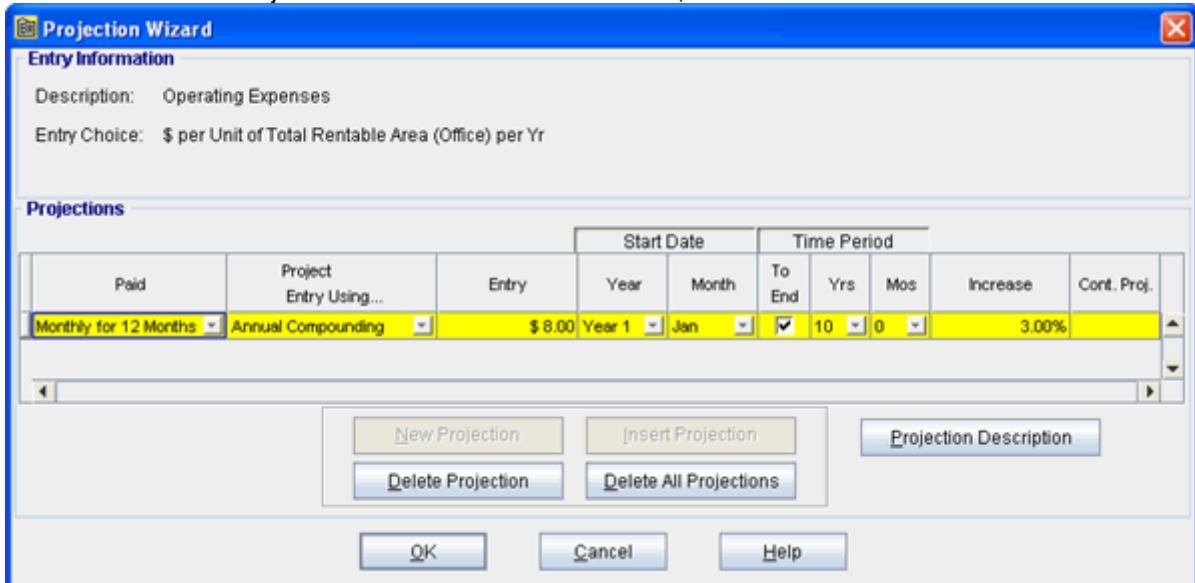 Projection Wizard
Entry Information
Description: Operating Expenses
Entry Choice: $ per Unit of Total Rentable Area (Office) per Yr
Projections
Start Date Time Period
Paid Project Entry Using... Entry Year Month To End Yrs Mos Increase Cont. Proj.
Monthly for 12 Months Annual Compounding $ 8.00 Year 1 Jan 10 0 3.00%
New Projection Insert Projection Projection Description
Delete Projection Delete All Projections
OK Cancel Help